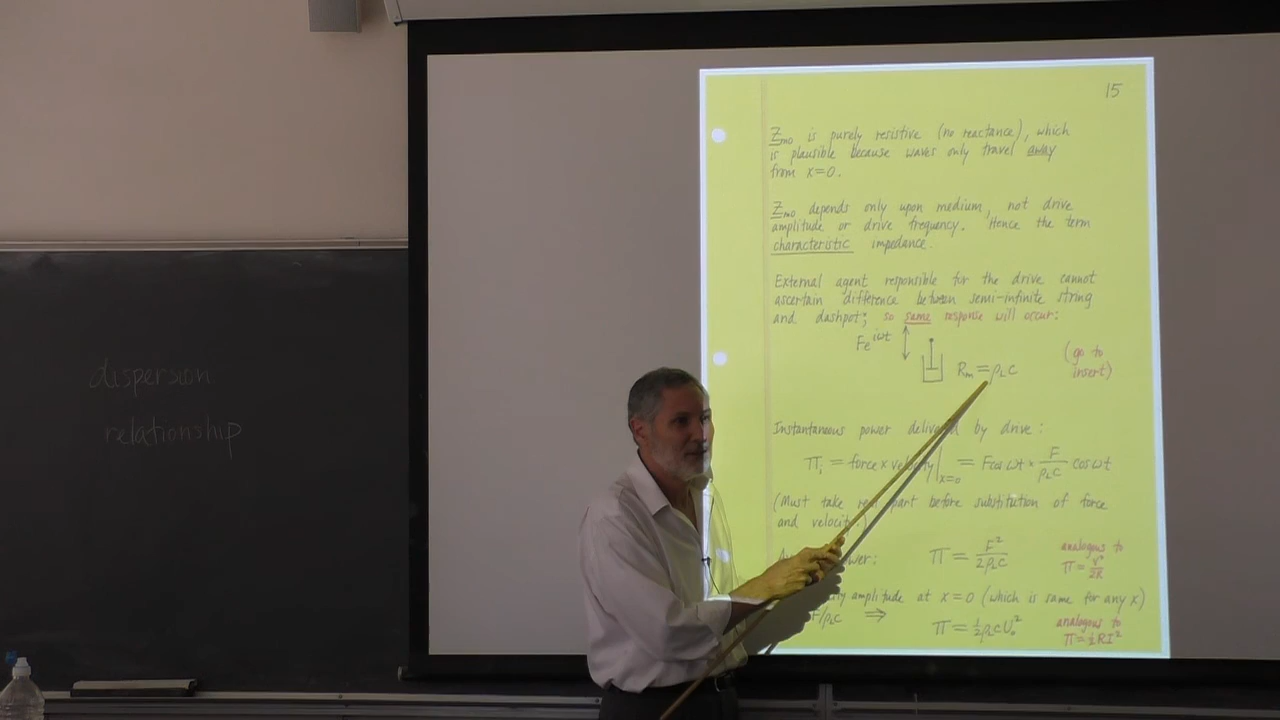 dispersion
relationship
15
Z_mo is purely resistive (no reactance), which
is plausible because waves only travel away
from x=0.
Z_mo depends only upon medium, not drive
amplitude or drive frequency. Hence the term
characteristic impedance.
External agent responsible for the drive cannot
ascertain difference between semi-infinite string
and dashpot; so same response will occur:
Fe^iωt
R_m = ρ_L c
(go to
insert)
Instantaneous power delivered by drive:
Π_i = force x velocity|_x=0 = F cos ωt x F/ρ_L c cos ωt
(Must take real part before substitution of force
and velocity.)
Π = F²/2ρ_L c
analogous to
Π = V²/2R
amplitude at x=0 (which is same for any x)
F/ρ_L c ⇒ Π = ½ρ_L c U_o²
analogous to
Π = ½RI²